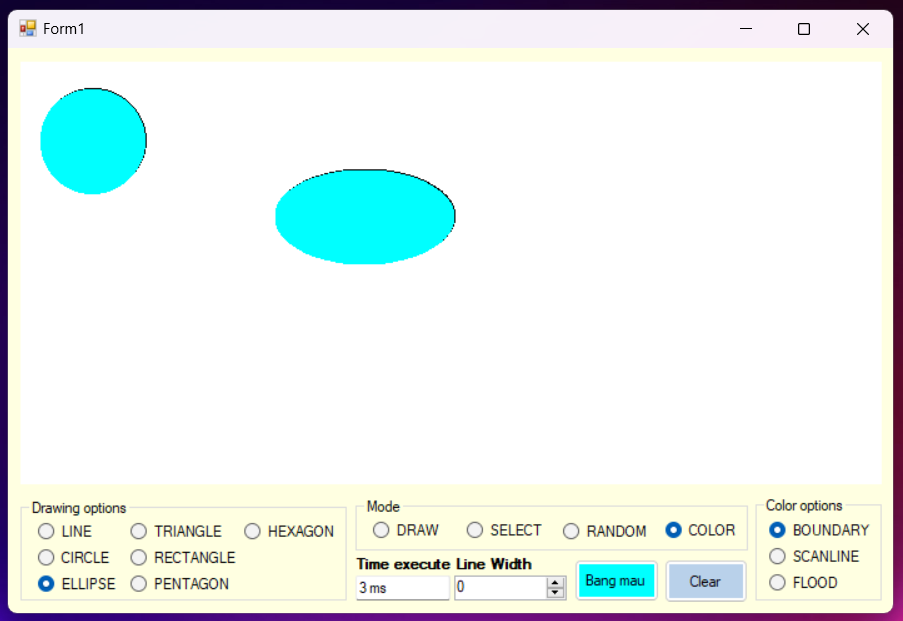 Form1
Drawing options
LINE TRIANGLE HEXAGON
CIRCLE RECTANGLE
ELLIPSE PENTAGON
Mode
DRAW SELECT RANDOM COLOR
Time execute Line Width
3 ms 0
Bang mau Clear
Color options
BOUNDARY
SCANLINE
FLOOD